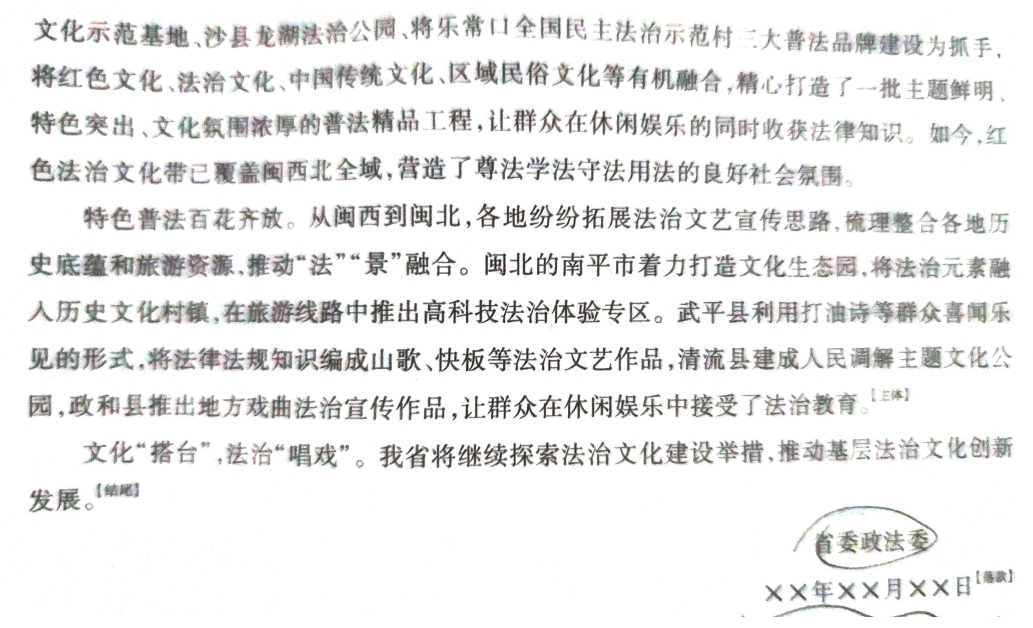 文化示范基地、沙县龙湖法治公园、将乐常口全国民主法治示范村三大普法品牌建设为抓手,
将红色文化、法治文化、中国传统文化、区域民俗文化等有机融合,精心打造了一批主题鲜明、
特色突出、文化氛围浓厚的普法精品工程,让群众在休闲娱乐的同时收获法律知识。如今,红
色法治文化带已覆盖闽西北全域,营造了尊法学法守法用法的良好社会氛围。
特色普法百花齐放。从闽西到闽北,各地纷纷拓展法治文艺宣传思路,梳理整合各地历
史底蕴和旅游资源,推动“法”“景”融合。闽北的南平市着力打造文化生态园,将法治元素融
入历史文化村镇,在旅游线路中推出高科技法治体验专区。武平县利用打油诗等群众喜闻乐
见的形式,将法律法规知识编成山歌、快板等法治文艺作品,清流县建成人民调解主题文化公
园,政和县推出地方戏曲法治宣传作品,让群众在休闲娱乐中接受了法治教育。【主体】
文化“搭台”,法治“唱戏”。我省将继续探索法治文化建设举措,推动基层法治文化创新
发展。【结尾】
省委政法委
××年××月××日【落款】